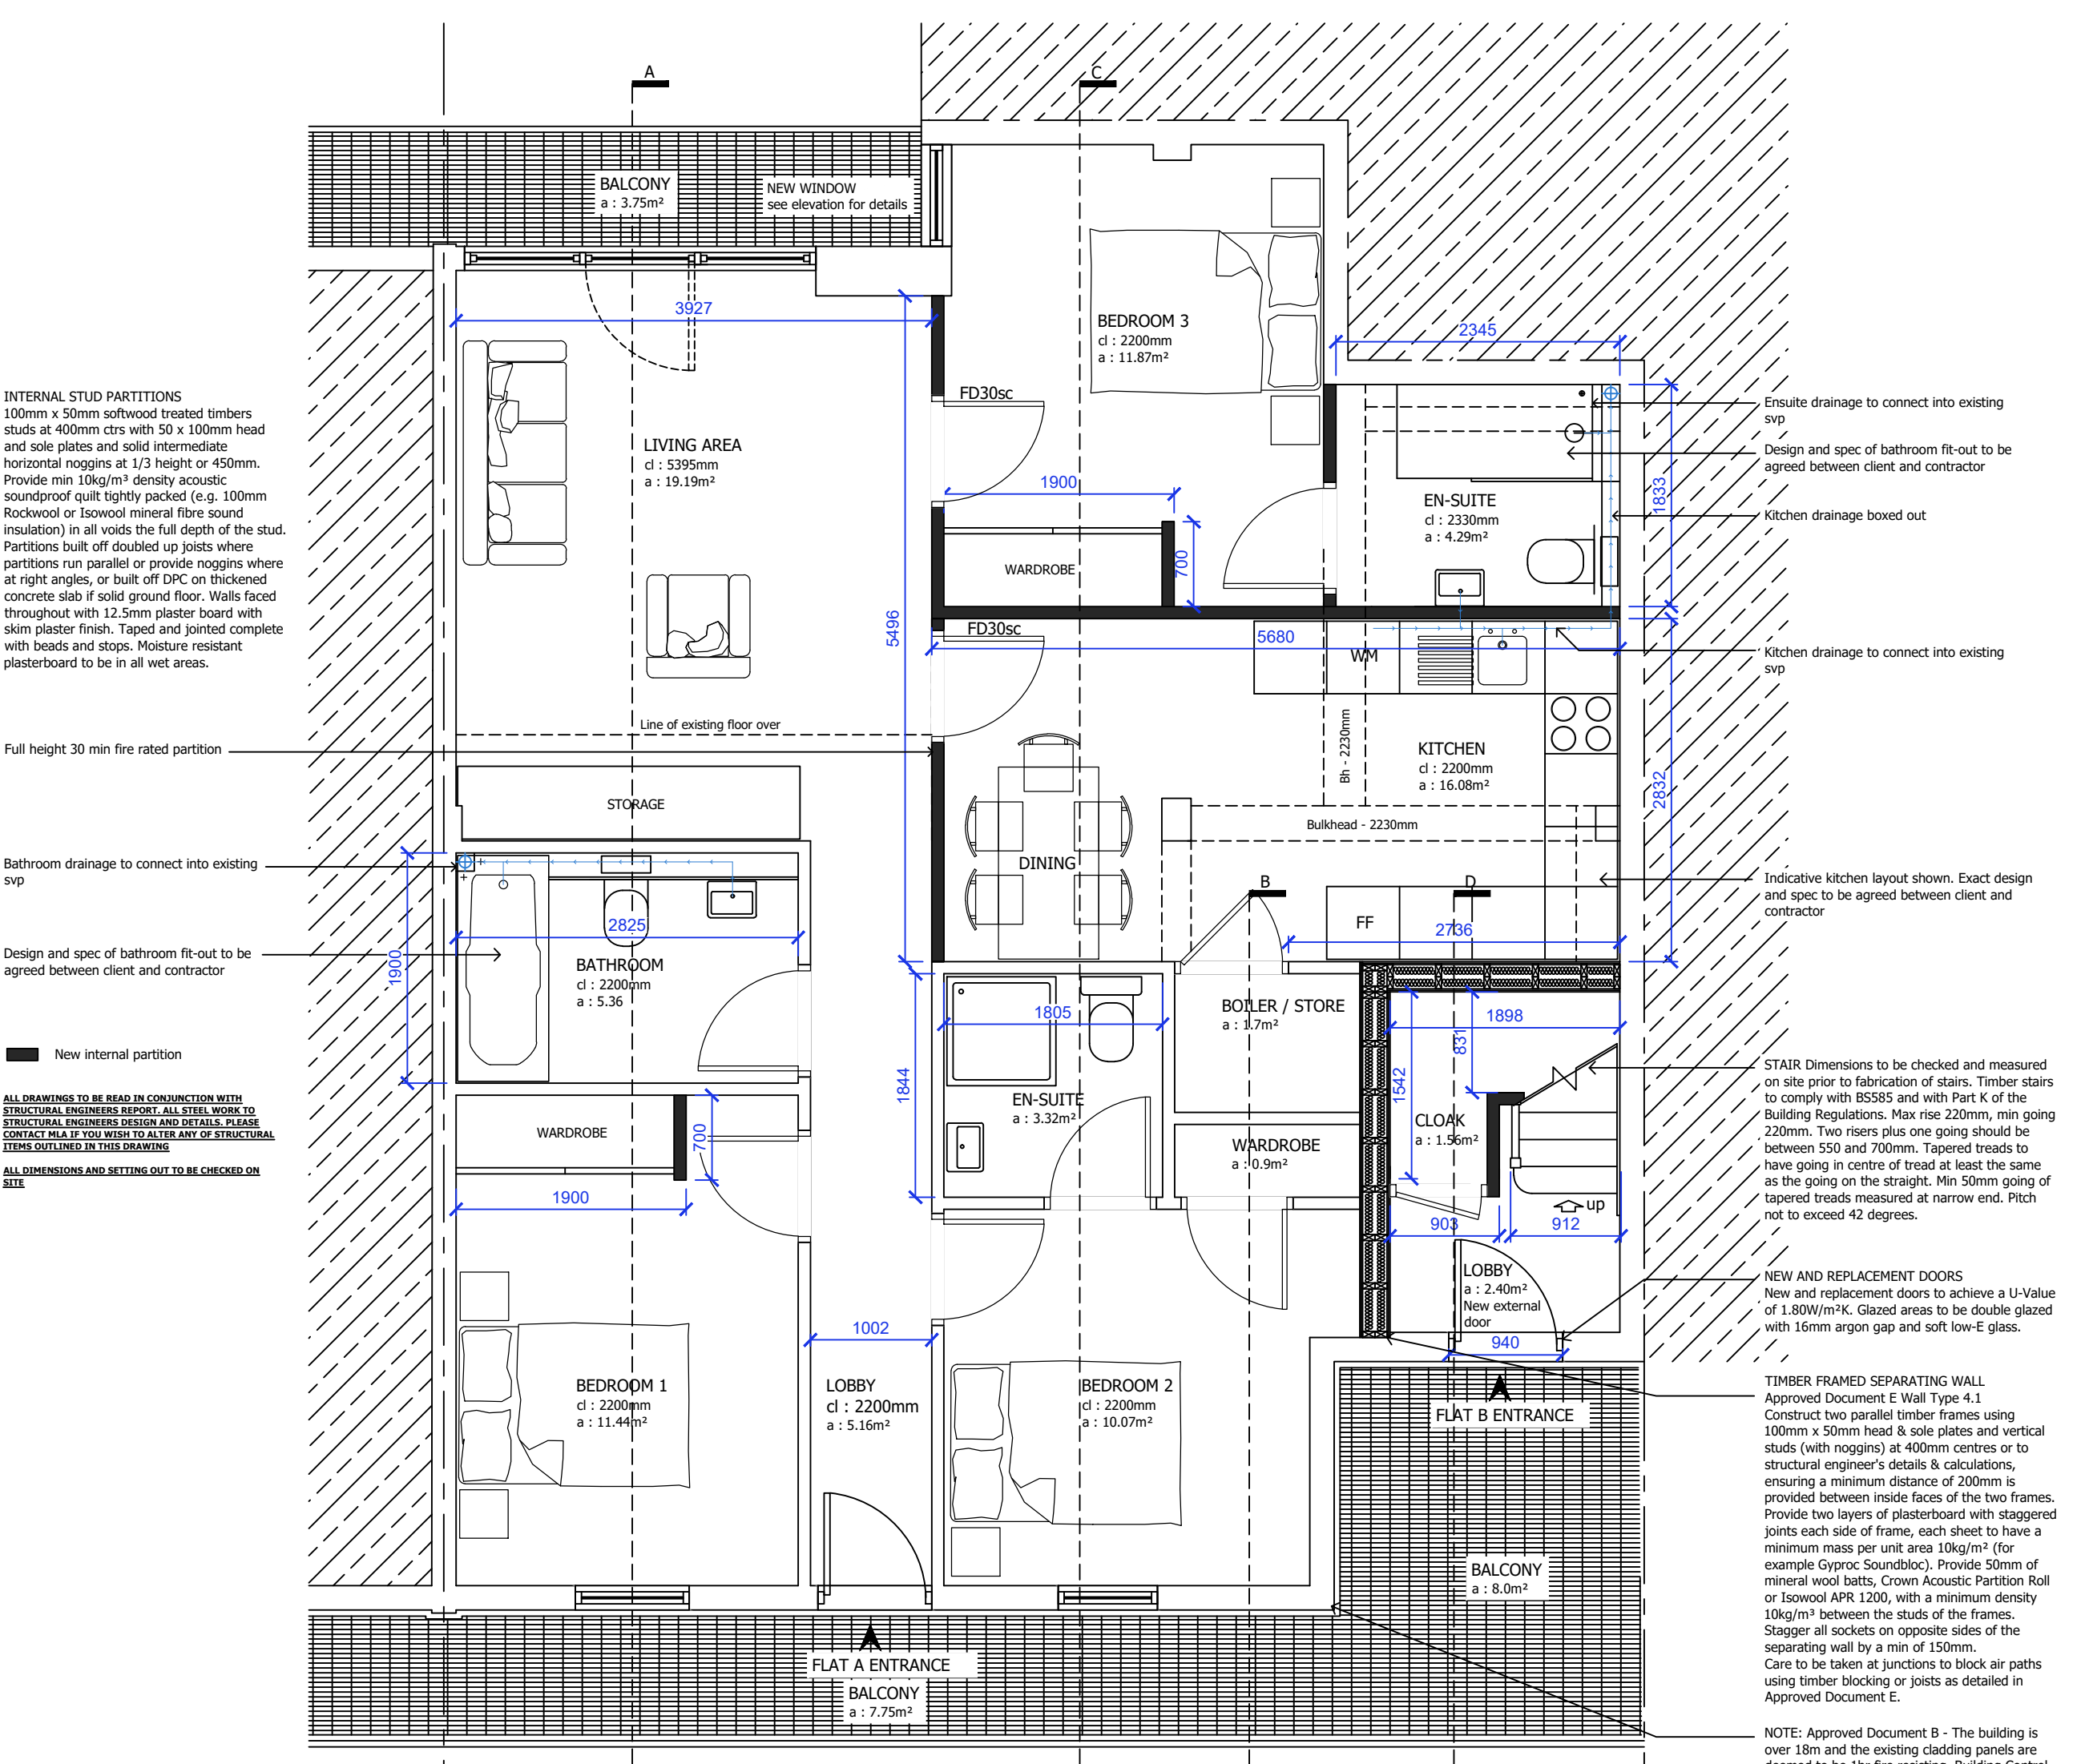 A
C
BALCONY
a : 3.75m²
NEW WINDOW
see elevation for details
3927
BEDROOM 3
cl : 2200mm
a : 11.87m²
2345
INTERNAL STUD PARTITIONS
100mm x 50mm softwood treated timbers
studs at 400mm ctrs with 50 x 100mm head
and sole plates and solid intermediate
horizontal noggins at 1/3 height or 450mm.
Provide min 10kg/m³ density acoustic
soundproof quilt tightly packed (e.g. 100mm
Rockwool or Isowool mineral fibre sound
insulation) in all voids the full depth of the stud.
Partitions built off doubled up joists where
partitions run parallel or provide noggins where
at right angles, or built off DPC on thickened
concrete slab if solid ground floor. Walls faced
throughout with 12.5mm plaster board with
skim plaster finish. Taped and jointed complete
with beads and stops. Moisture resistant
plasterboard to be in all wet areas.
FD30sc
LIVING AREA
cl : 5395mm
a : 19.19m²
1900
EN-SUITE
cl : 2330mm
a : 4.29m²
1833
WARDROBE
700
Ensuite drainage to connect into existing
svp
Design and spec of bathroom fit-out to be
agreed between client and contractor
Kitchen drainage boxed out
Kitchen drainage to connect into existing
svp
5496
FD30sc
5680
WM
Line of existing floor over
Full height 30 min fire rated partition
Bh - 2230mm
KITCHEN
cl : 2200mm
a : 16.08m²
2832
STORAGE
Bulkhead - 2230mm
DINING
B
D
FF
2736
Indicative kitchen layout shown. Exact design
and spec to be agreed between client and
contractor
Bathroom drainage to connect into existing
svp
Design and spec of bathroom fit-out to be
agreed between client and contractor
2825
1900
BATHROOM
cl : 2200mm
a : 5.36
1805
BOILER / STORE
a : 1.7m²
1898
831
1542
1844
EN-SUITE
a : 3.32m²
CLOAK
a : 1.56m²
WARDROBE
a : 0.9m²
New internal partition
ALL DRAWINGS TO BE READ IN CONJUNCTION WITH
STRUCTURAL ENGINEERS REPORT. ALL STEEL WORK TO
STRUCTURAL ENGINEERS DESIGN AND DETAILS. PLEASE
CONTACT MLA IF YOU WISH TO ALTER ANY OF STRUCTURAL
ITEMS OUTLINED IN THIS DRAWING
ALL DIMENSIONS AND SETTING OUT TO BE CHECKED ON
SITE
WARDROBE
700
1900
up
903
912
STAIR Dimensions to be checked and measured
on site prior to fabrication of stairs. Timber stairs
to comply with BS585 and with Part K of the
Building Regulations. Max rise 220mm, min going
220mm. Two risers plus one going should be
between 550 and 700mm. Tapered treads to
have going in centre of tread at least the same
as the going on the straight. Min 50mm going of
tapered treads measured at narrow end. Pitch
not to exceed 42 degrees.
LOBBY
a : 2.40m²
New external
door
940
NEW AND REPLACEMENT DOORS
New and replacement doors to achieve a U-Value
of 1.80W/m²K. Glazed areas to be double glazed
with 16mm argon gap and soft low-E glass.
1002
BEDROOM 1
cl : 2200mm
a : 11.44m²
LOBBY
cl : 2200mm
a : 5.16m²
BEDROOM 2
cl : 2200mm
a : 10.07m²
FLAT B ENTRANCE
TIMBER FRAMED SEPARATING WALL
Approved Document E Wall Type 4.1
Construct two parallel timber frames using
100mm x 50mm head & sole plates and vertical
studs (with noggins) at 400mm centres or to
structural engineer's details & calculations,
ensuring a minimum distance of 200mm is
provided between inside faces of the two frames.
Provide two layers of plasterboard with staggered
joints each side of frame, each sheet to have a
minimum mass per unit area 10kg/m² (for
example Gyproc Soundbloc). Provide 50mm of
mineral wool batts, Crown Acoustic Partition Roll
or Isowool APR 1200, with a minimum density
10kg/m³ between the studs of the frames.
Stagger all sockets on opposite sides of the
separating wall by a min of 150mm.
Care to be taken at junctions to block air paths
using timber blocking or joists as detailed in
Approved Document E.
BALCONY
a : 8.0m²
FLAT A ENTRANCE
BALCONY
a : 7.75m²
NOTE: Approved Document B - The building is
over 18m and the existing cladding panels are
deemed to be 1hr fire resisting. Building Control